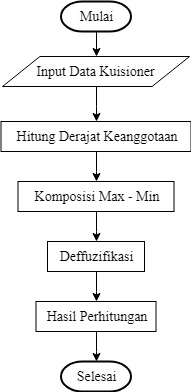 Mulai
Input Data Kuisioner
Hitung Derajat Keanggotaan
Komposisi Max - Min
Deffuzifikasi
Hasil Perhitungan
Selesai